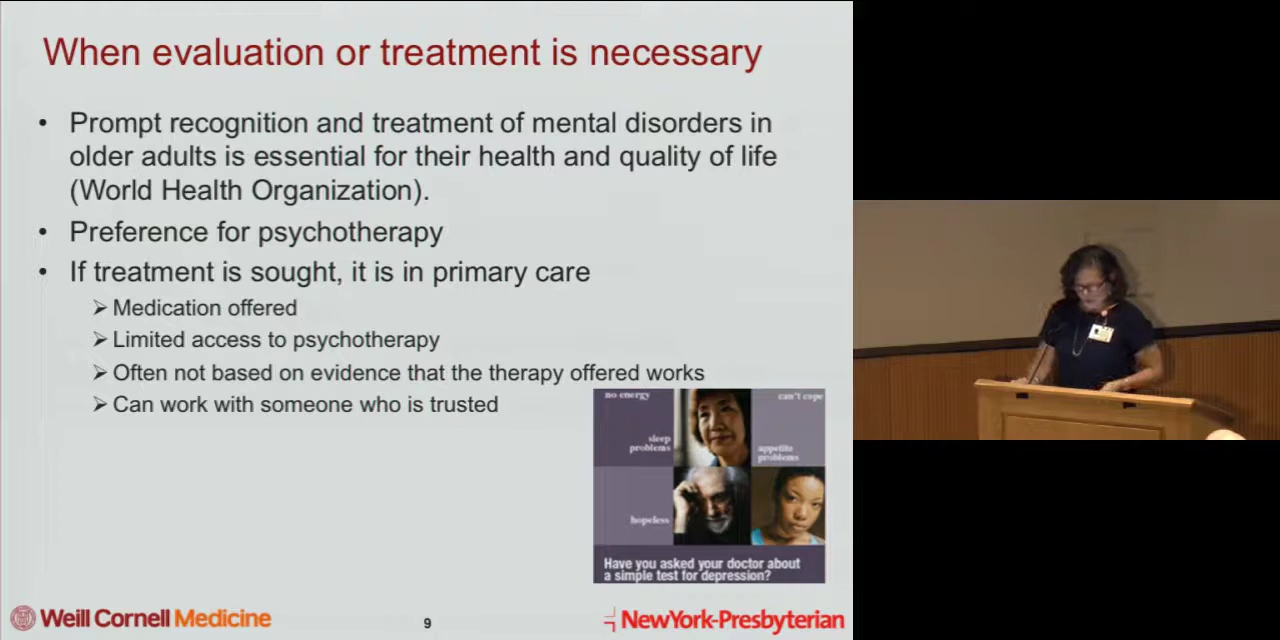 When evaluation or treatment is necessary
• Prompt recognition and treatment of mental disorders in
older adults is essential for their health and quality of life
(World Health Organization).
• Preference for psychotherapy
• If treatment is sought, it is in primary care
➢ Medication offered
➢ Limited access to psychotherapy
➢ Often not based on evidence that the therapy offered works
➢ Can work with someone who is trusted
no energy
can't cope
sleep
problems
appetite
problems
hopeless
Have you asked your doctor about
a simple test for depression?
Weill Cornell Medicine
9
NewYork-Presbyterian